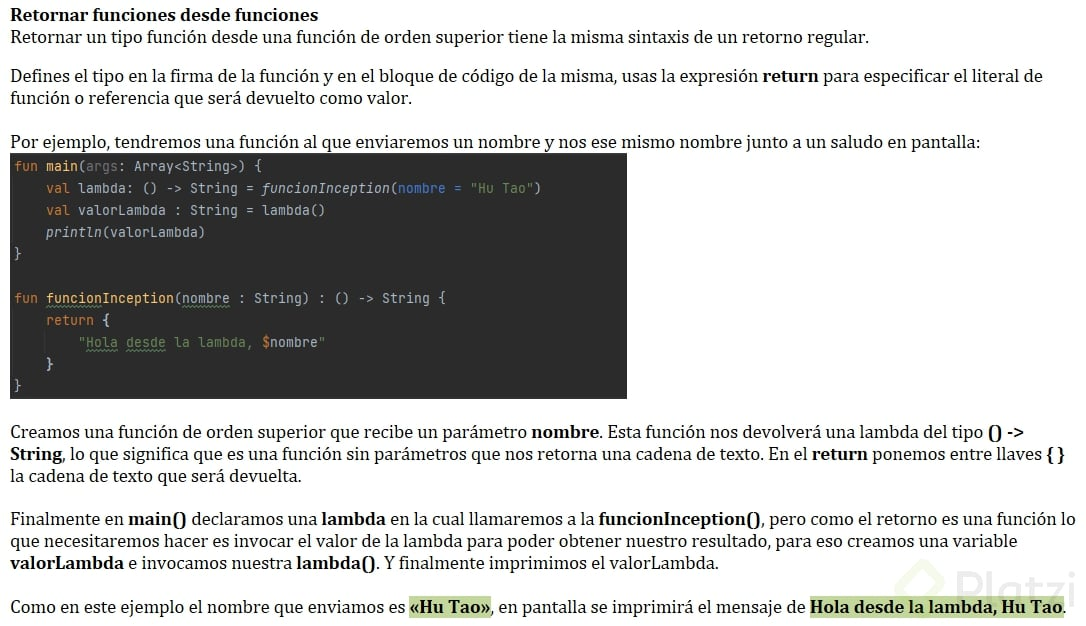 Retornar funciones desde funciones
Retornar un tipo función desde una función de orden superior tiene la misma sintaxis de un retorno regular.
Defines el tipo en la firma de la función y en el bloque de código de la misma, usas la expresión return para especificar el literal de
función o referencia que será devuelto como valor.
Por ejemplo, tendremos una función al que enviaremos un nombre y nos ese mismo nombre junto a un saludo en pantalla:
fun main(args: Array<String>) {
    val lambda: () -> String = funcionInception(nombre = "Hu Tao")
    val valorLambda : String = lambda()
    println(valorLambda)
}
fun funcionInception(nombre : String) : () -> String {
    return {
        "Hola desde la lambda, $nombre"
    }
}
Creamos una función de orden superior que recibe un parámetro nombre. Esta función nos devolverá una lambda del tipo () ->
String, lo que significa que es una función sin parámetros que nos retorna una cadena de texto. En el return ponemos entre llaves { }
la cadena de texto que será devuelta.
Finalmente en main() declaramos una lambda en la cual llamaremos a la funcionInception(), pero como el retorno es una función lo
que necesitaremos hacer es invocar el valor de la lambda para poder obtener nuestro resultado, para eso creamos una variable
valorLambda e invocamos nuestra lambda(). Y finalmente imprimimos el valorLambda.
Como en este ejemplo el nombre que enviamos es «Hu Tao», en pantalla se imprimirá el mensaje de Hola desde la lambda, Hu Tao.
Platzi